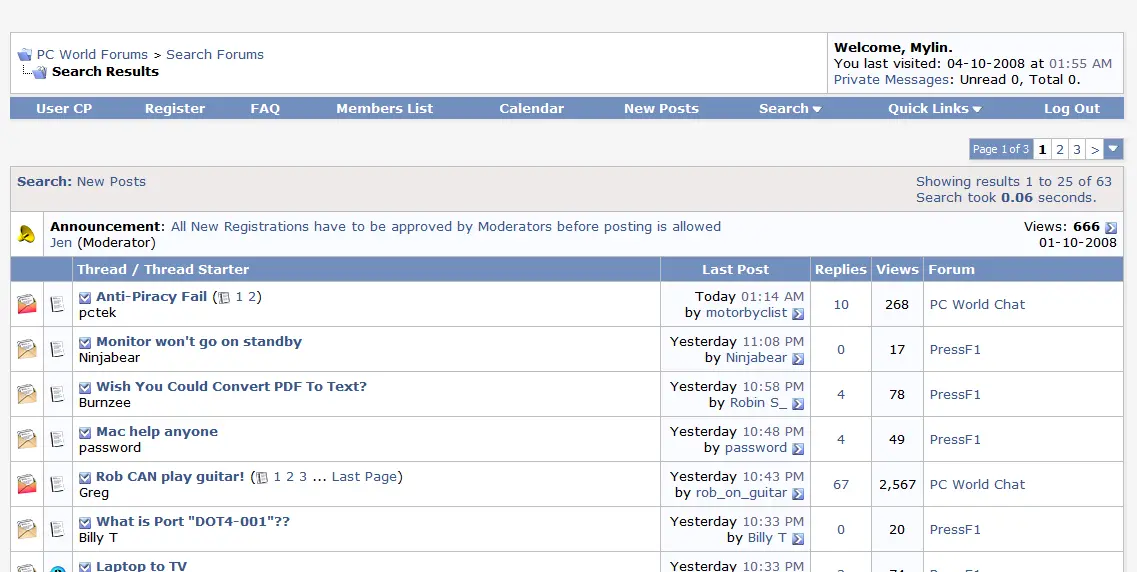 PC World Forums > Search Forums
Search Results
Welcome, Mylin.
You last visited: 04-10-2008 at 01:55 AM
Private Messages: Unread 0, Total 0.
User CP Register FAQ Members List Calendar New Posts Search Quick Links Log Out
Page 1 of 3 1 2 3 >
Search: New Posts
Showing results 1 to 25 of 63
Search took 0.06 seconds.
Announcement: All New Registrations have to be approved by Moderators before posting is allowed
Views: 666
Jen (Moderator)
01-10-2008
Thread / Thread Starter Last Post Replies Views Forum
Anti-Piracy Fail ( 1 2)
pctek
Today 01:14 AM
by motorbyclist
10 268 PC World Chat
Monitor won't go on standby
Ninjabear
Yesterday 11:08 PM
by Ninjabear
0 17 PressF1
Wish You Could Convert PDF To Text?
Burnzee
Yesterday 10:58 PM
by Robin S_
4 78 PressF1
Mac help anyone
password
Yesterday 10:48 PM
by password
4 49 PressF1
Rob CAN play guitar! ( 1 2 3 ... Last Page)
Greg
Yesterday 10:43 PM
by rob_on_guitar
67 2,567 PC World Chat
What is Port "DOT4-001"??
Billy T
Yesterday 10:33 PM
by Billy T
0 20 PressF1
Laptop to TV
Yesterday 10:33 PM
PressF1